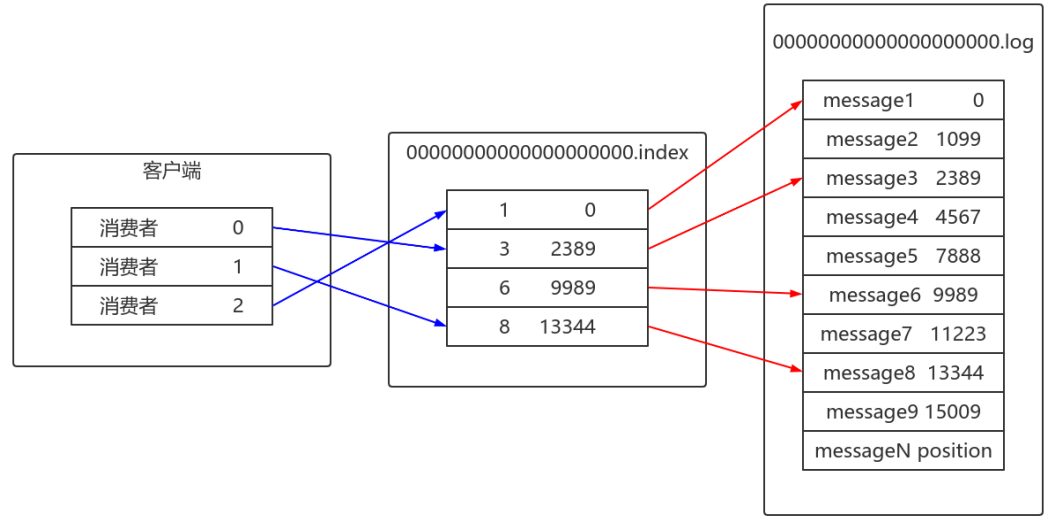 客户端
消费者 0
消费者 1
消费者 2
00000000000000000000.index
1 0
3 2389
6 9989
8 13344
00000000000000000000.log
message1 0
message2 1099
message3 2389
message4 4567
message5 7888
message6 9989
message7 11223
message8 13344
message9 15009
messageN position